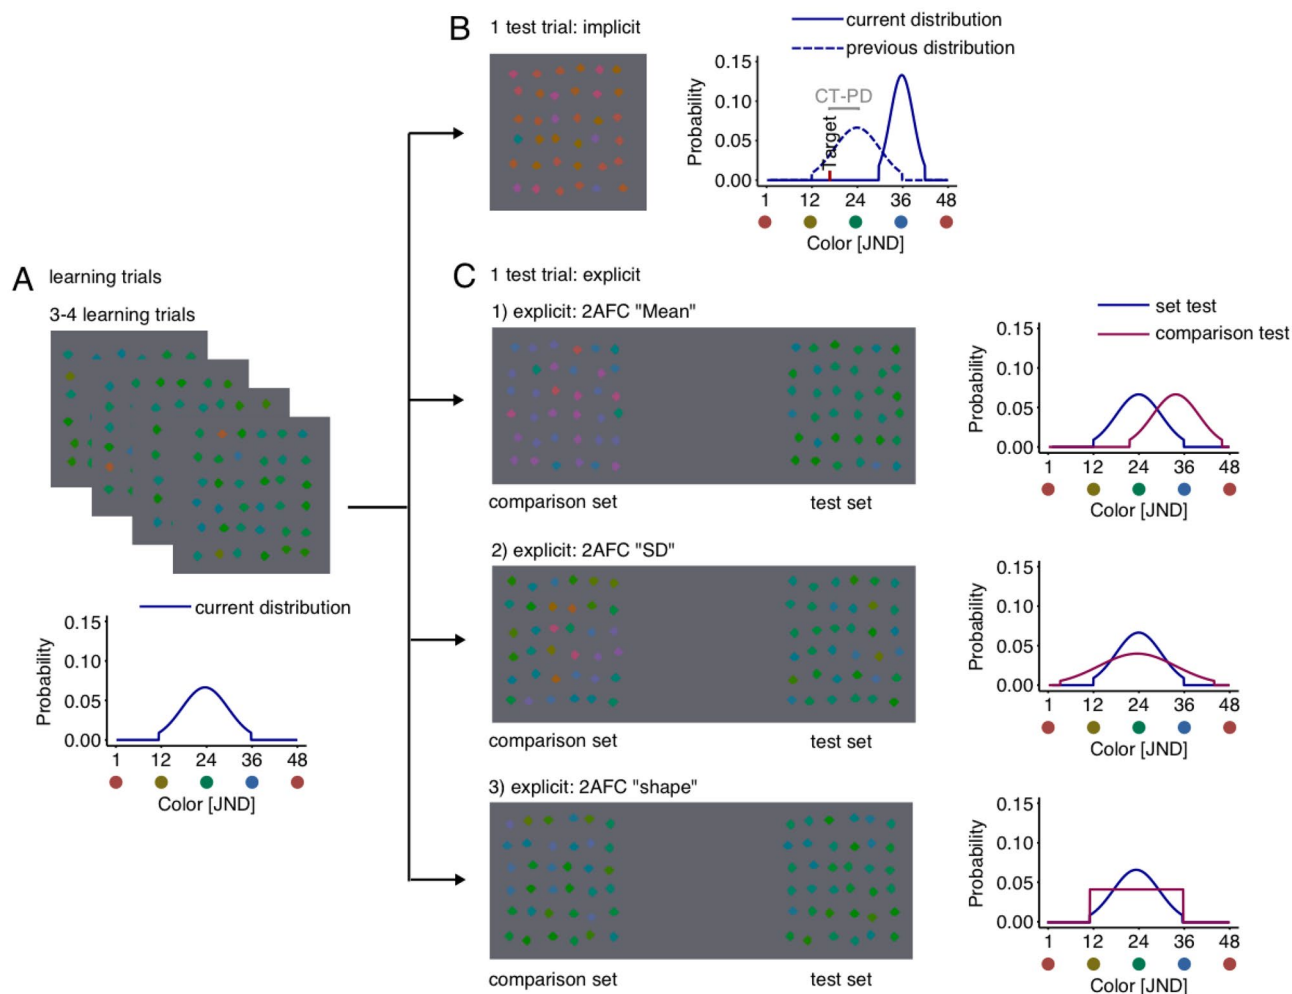 A
learning trials
3-4 learning trials
current distribution
Probability
0.15
0.10
0.05
0.00
1 12 24 36 48
Color [JND]
B
1 test trial: implicit
current distribution
previous distribution
Probability
0.15
0.10
0.05
0.00
CT-PD
Target
1 12 24 36 48
Color [JND]
C
1 test trial: explicit
1) explicit: 2AFC "Mean"
comparison set
test set
set test
comparison test
Probability
0.15
0.10
0.05
0.00
1 12 24 36 48
Color [JND]
2) explicit: 2AFC "SD"
comparison set
test set
Probability
0.15
0.10
0.05
0.00
1 12 24 36 48
Color [JND]
3) explicit: 2AFC "shape"
comparison set
test set
Probability
0.15
0.10
0.05
0.00
1 12 24 36 48
Color [JND]